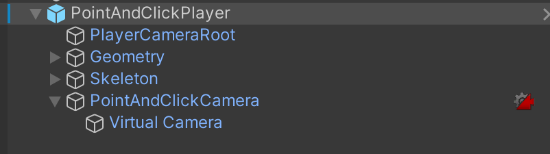 PointAndClickPlayer
PlayerCameraRoot
Geometry
Skeleton
PointAndClickCamera
Virtual Camera